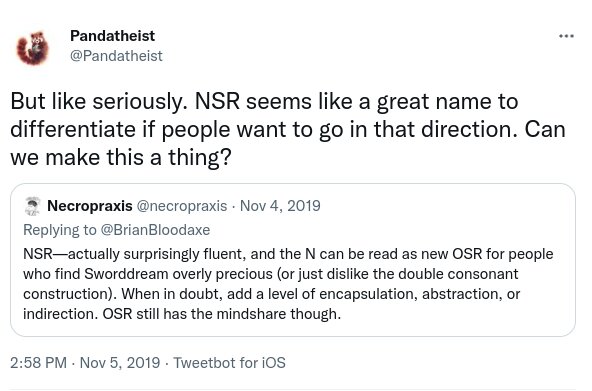 Pandatheist
@Pandatheist
But like seriously. NSR seems like a great name to
differentiate if people want to go in that direction. Can
we make this a thing?
Necropraxis @necropraxis · Nov 4, 2019
Replying to @BrianBloodaxe
NSR—actually surprisingly fluent, and the N can be read as new OSR for people
who find Sworddream overly precious (or just dislike the double consonant
construction). When in doubt, add a level of encapsulation, abstraction, or
indirection. OSR still has the mindshare though.
2:58 PM · Nov 5, 2019 · Tweetbot for iOS